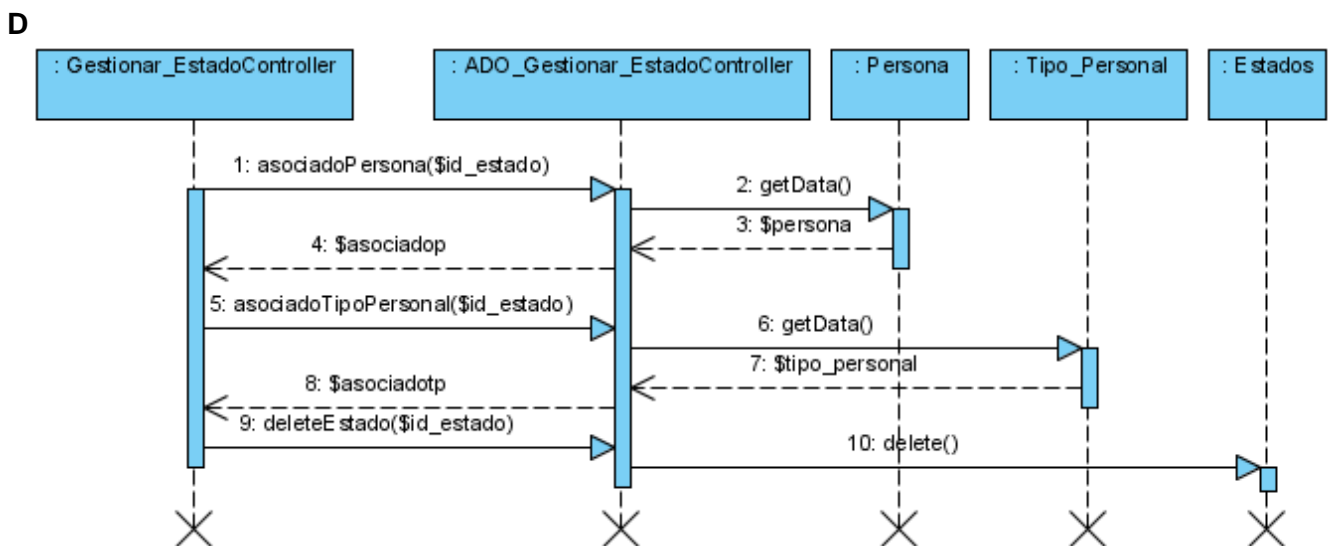 D
: Gestionar_EstadoController
: ADO_Gestionar_EstadoController
: Persona
: Tipo_Personal
: Estados
1: asociadoPersona($id_estado)
2: getData()
3: $persona
4: $asociadop
5: asociadoTipoPersonal($id_estado)
6: getData()
7: $tipo_personal
8: $asociadotp
9: deleteEstado($id_estado)
10: delete()